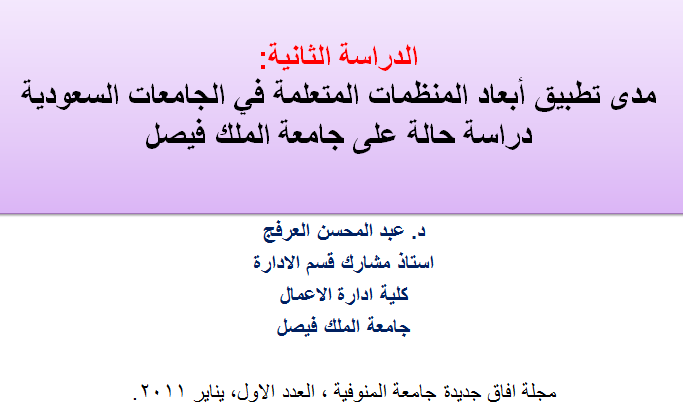 الدراسة الثانية:
مدى تطبيق أبعاد المنظمات المتعلمة في الجامعات السعودية
دراسة حالة على جامعة الملك فيصل
د. عبد المحسن العرفج
استاذ مشارك قسم الادارة
كلية ادارة الاعمال
جامعة الملك فيصل
مجلة افاق جديدة جامعة المنوفية ، العدد الاول، يناير ٢٠١١.